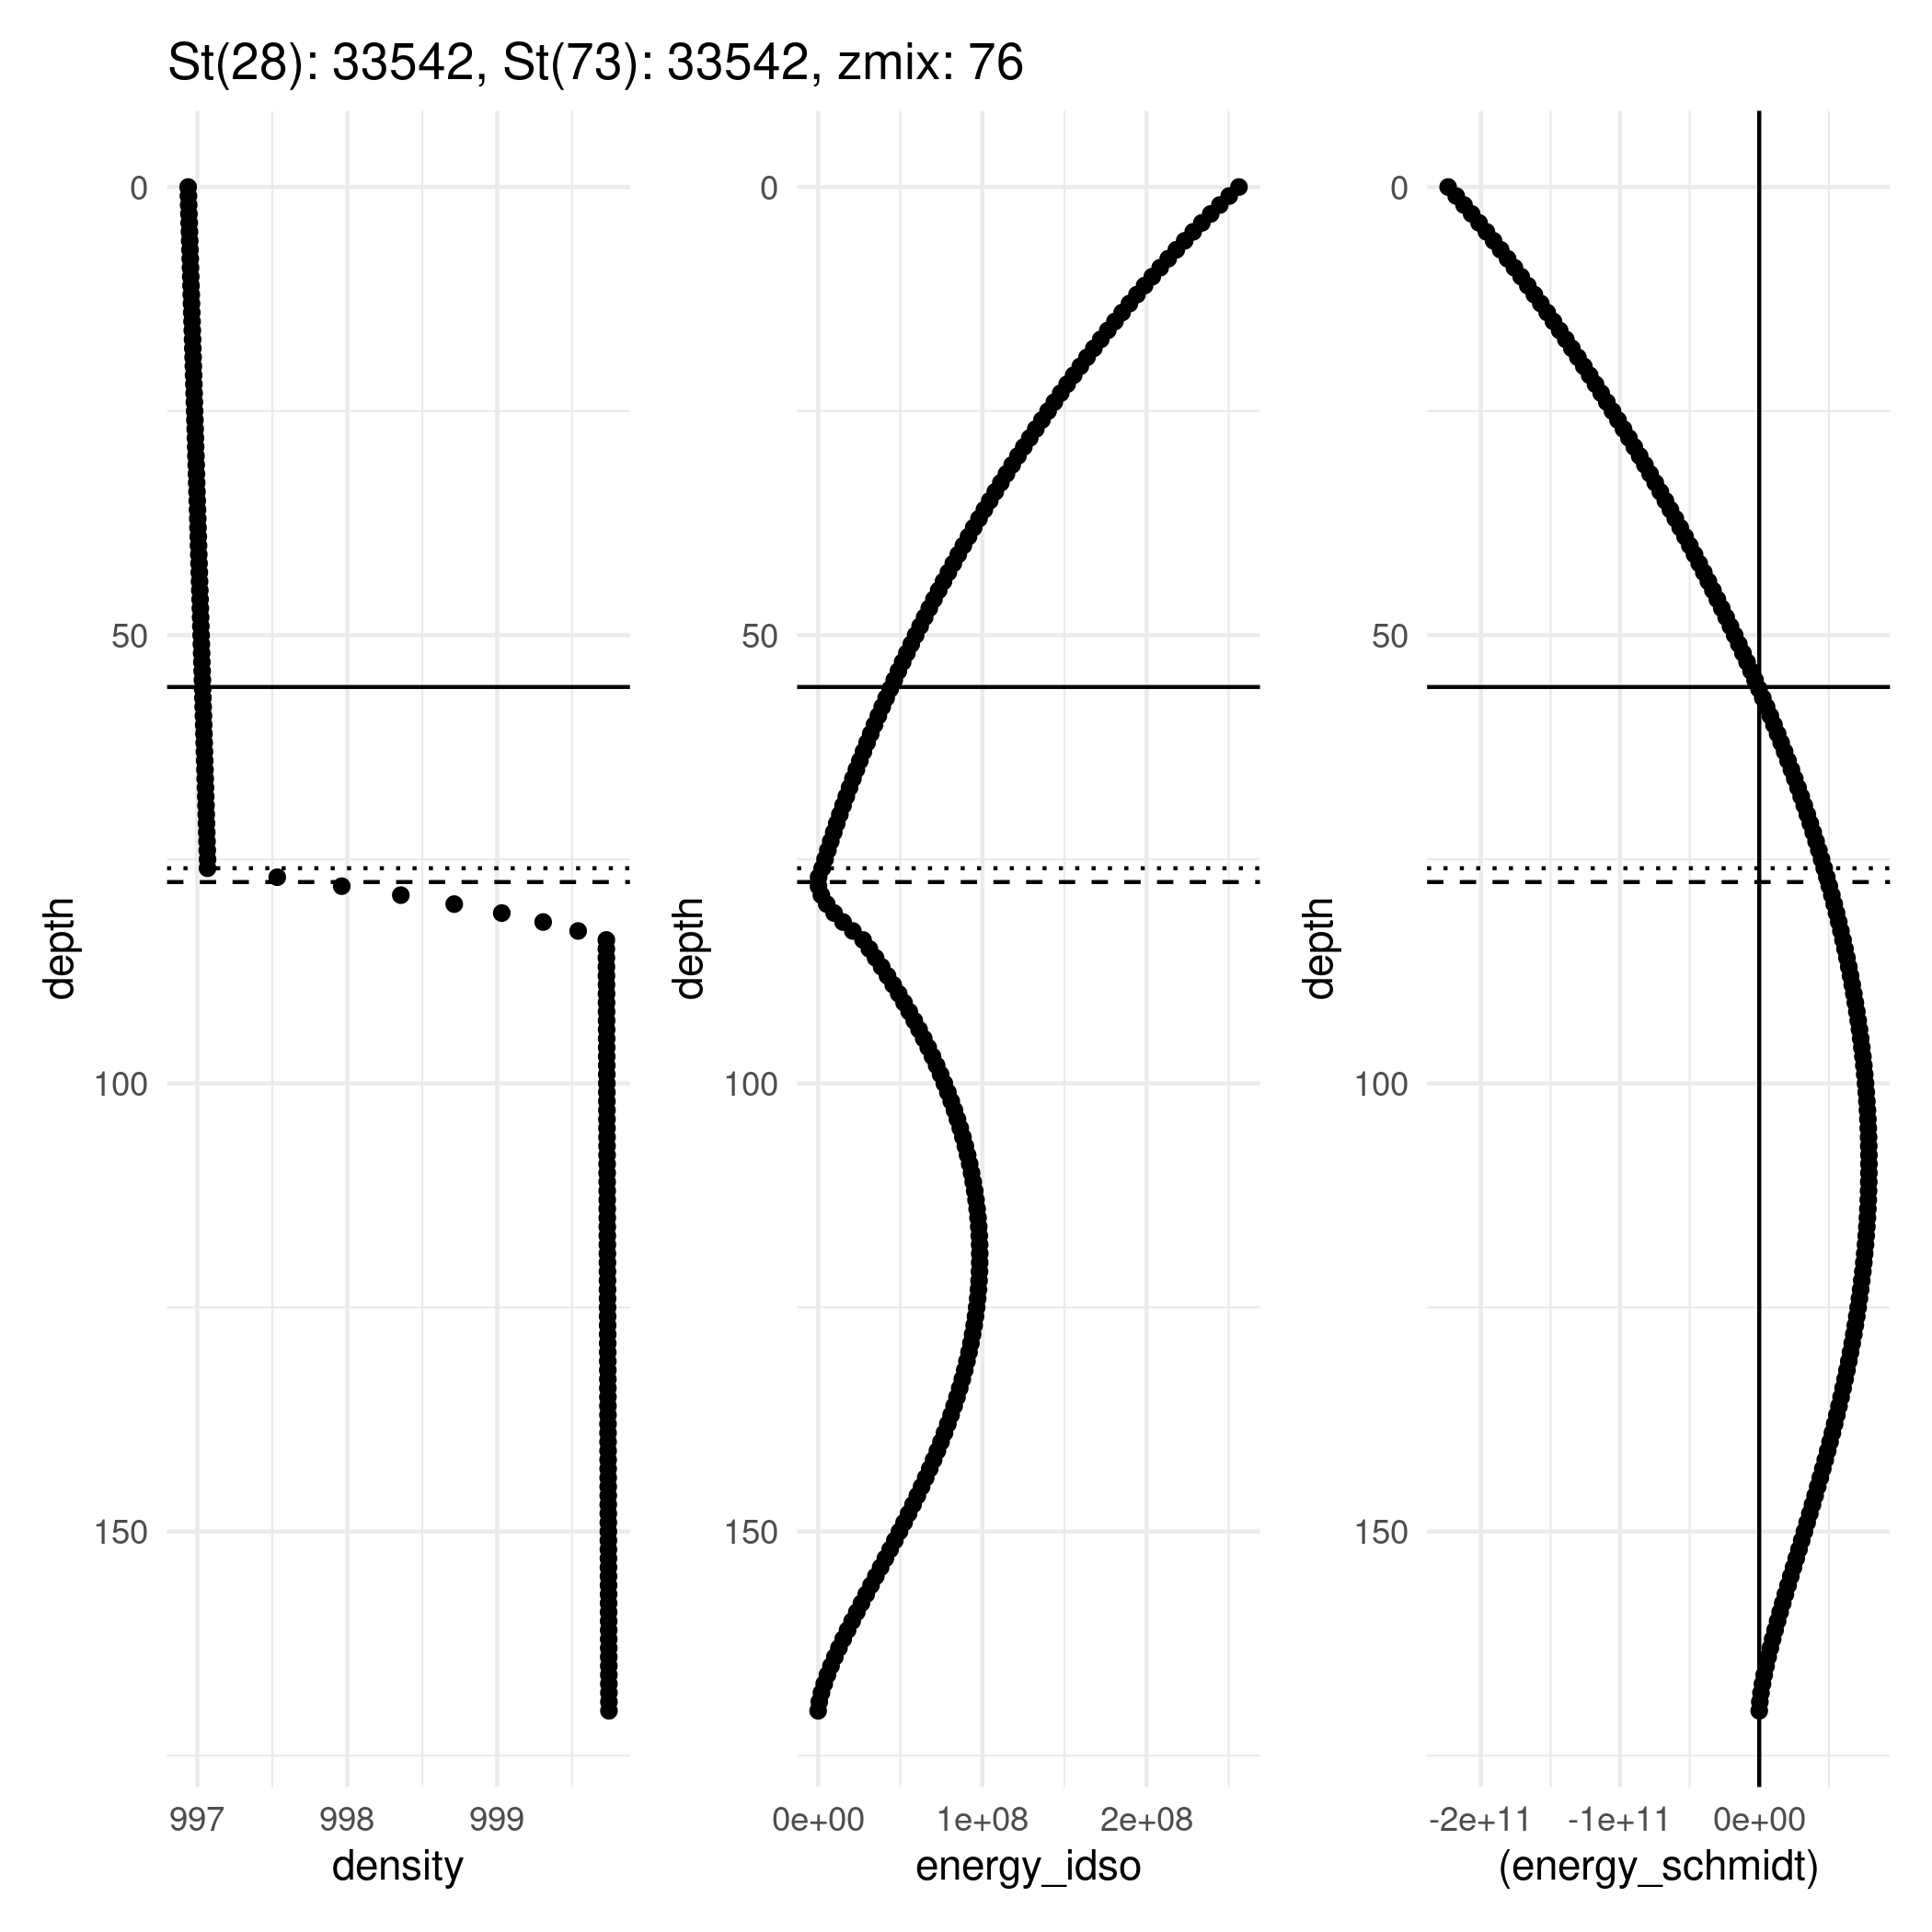 St(28): 33542, St(73): 33542, zmix: 76
0
50
100
150
depth
997
998
999
density
0
50
100
150
depth
0e+00
1e+08
2e+08
energy_idso
0
50
100
150
depth
-2e+11
-1e+11
0e+00
(energy_schmidt)